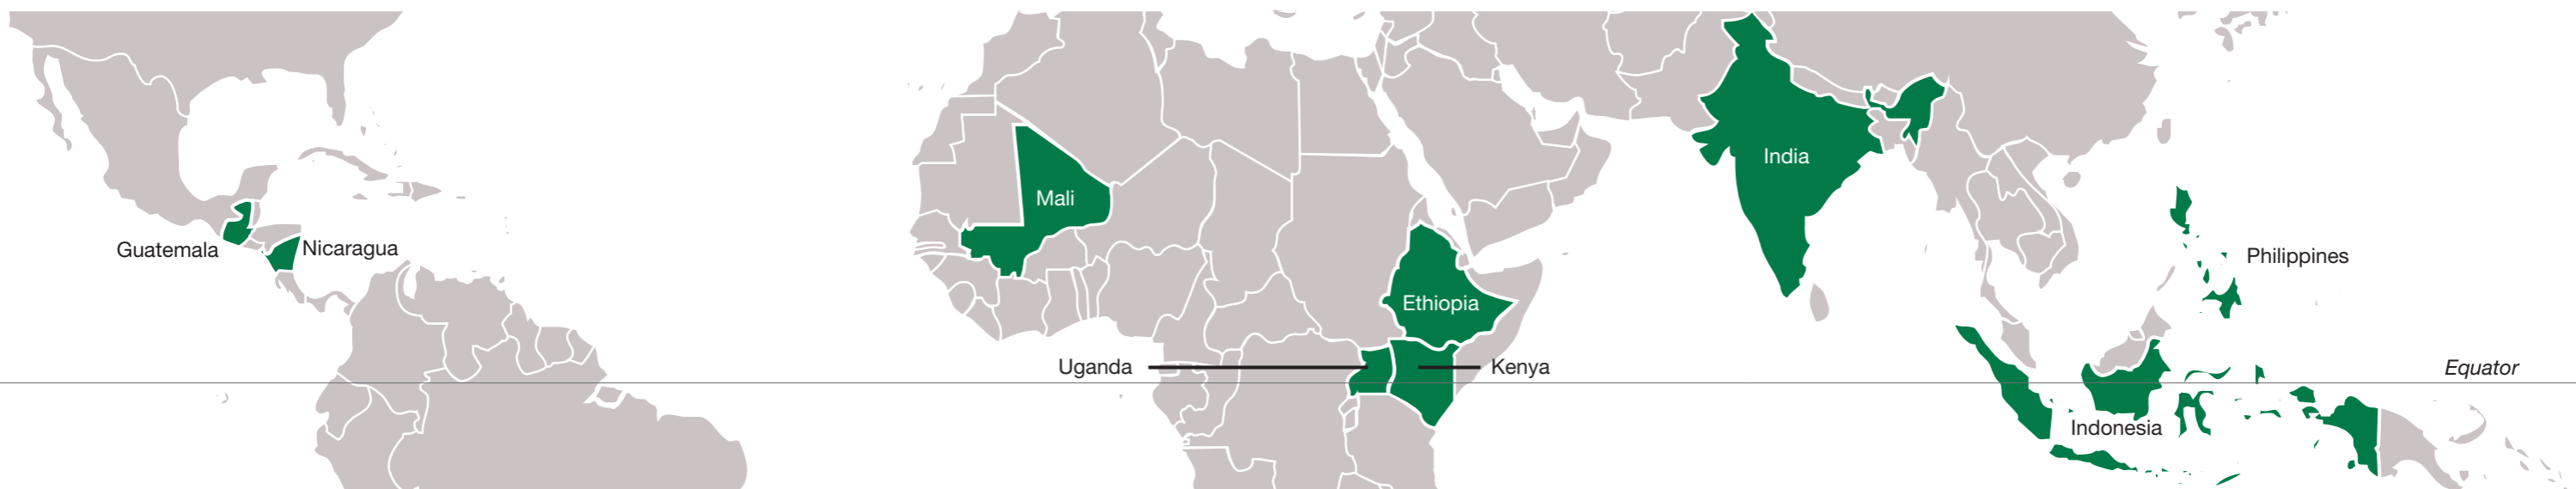 Guatemala
Nicaragua
Mali
Ethiopia
Uganda
Kenya
India
Philippines
Equator
Indonesia